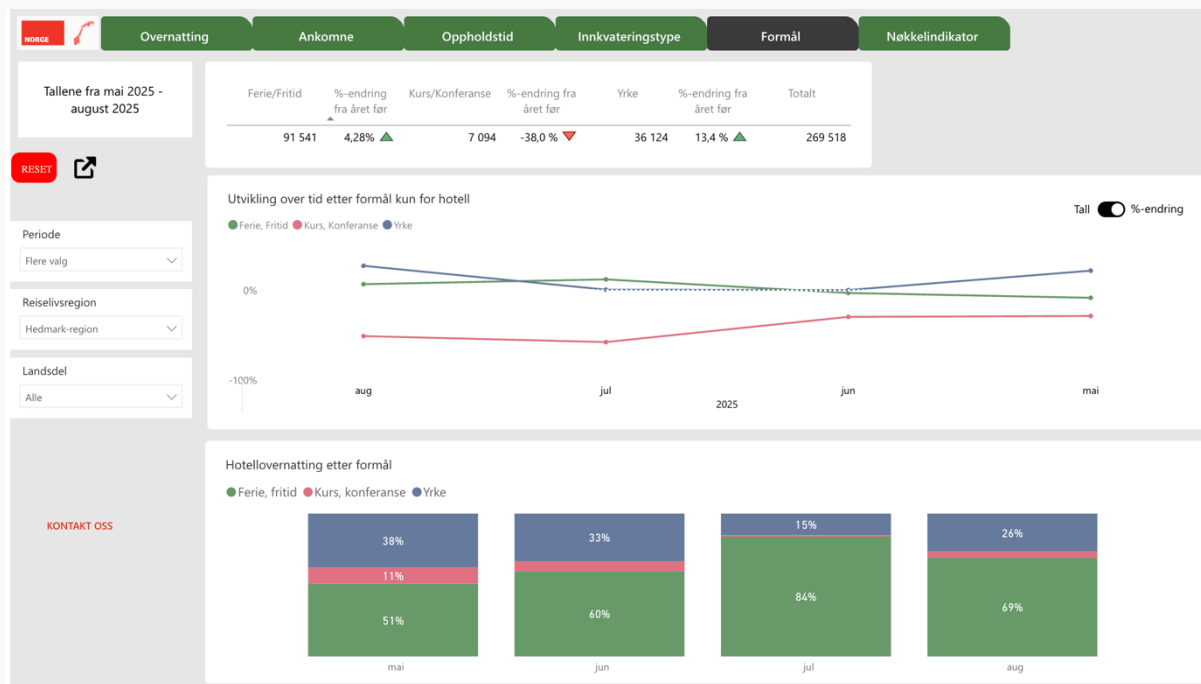 NORGE
Overnatting
Ankomne
Oppholdstid
Innkvateringstype
Formål
Nøkkelindikator
Tallene fra mai 2025 -
august 2025
RESET
Periode
Flere valg
Reiselivsregion
Hedmark-region
Landsdel
Alle
KONTAKT OSS
Ferie/Fritid %-endring fra året før Kurs/Konferanse %-endring fra året før Yrke %-endring fra året før Totalt
91 541 4,28% 7 094 -38,0 % 36 124 13,4 % 269 518
Utvikling over tid etter formål kun for hotell
Tall %-endring
Ferie, Fritid Kurs, Konferanse Yrke
0%
-100%
aug jul jun mai
2025
Hotellovernatting etter formål
Ferie, fritid Kurs, konferanse Yrke
38% 33% 15% 26%
11%
51% 60% 84% 69%
mai jun jul aug